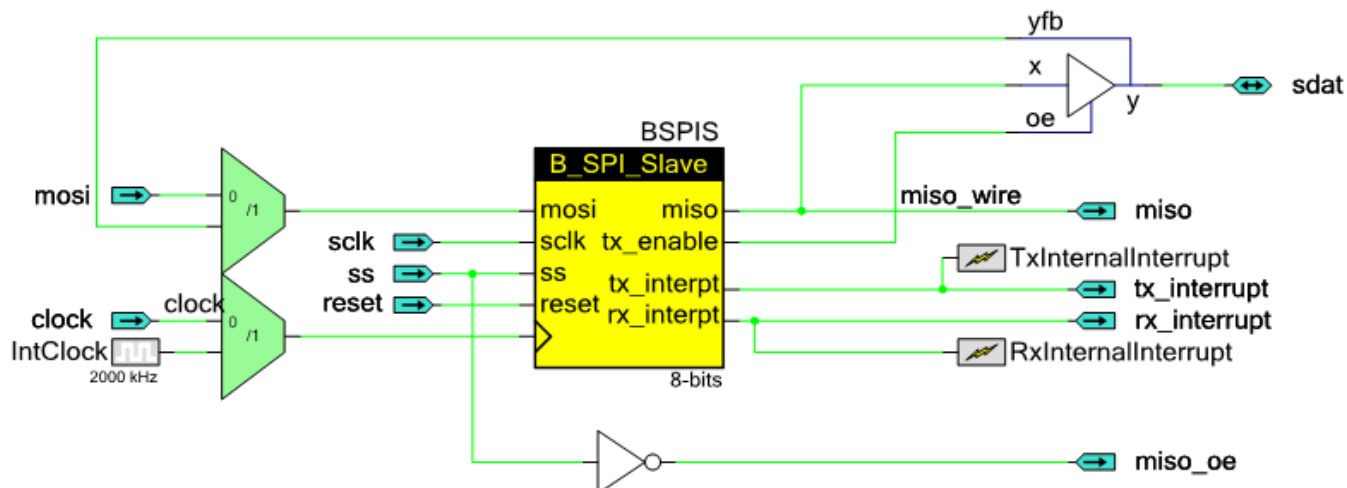 yfb
x
sdat
y
oe
BSPIS
B_SPI_Slave
mosi
0
/1
mosi
miso
miso_wire
miso
sclk
sclk
tx_enable
ss
ss
TxInternalInterrupt
tx_interpt
tx_interrupt
reset
reset
rx_interpt
rx_interrupt
clock
clock
0
/1
IntClock
2000 kHz
RxInternalInterrupt
8-bits
miso_oe